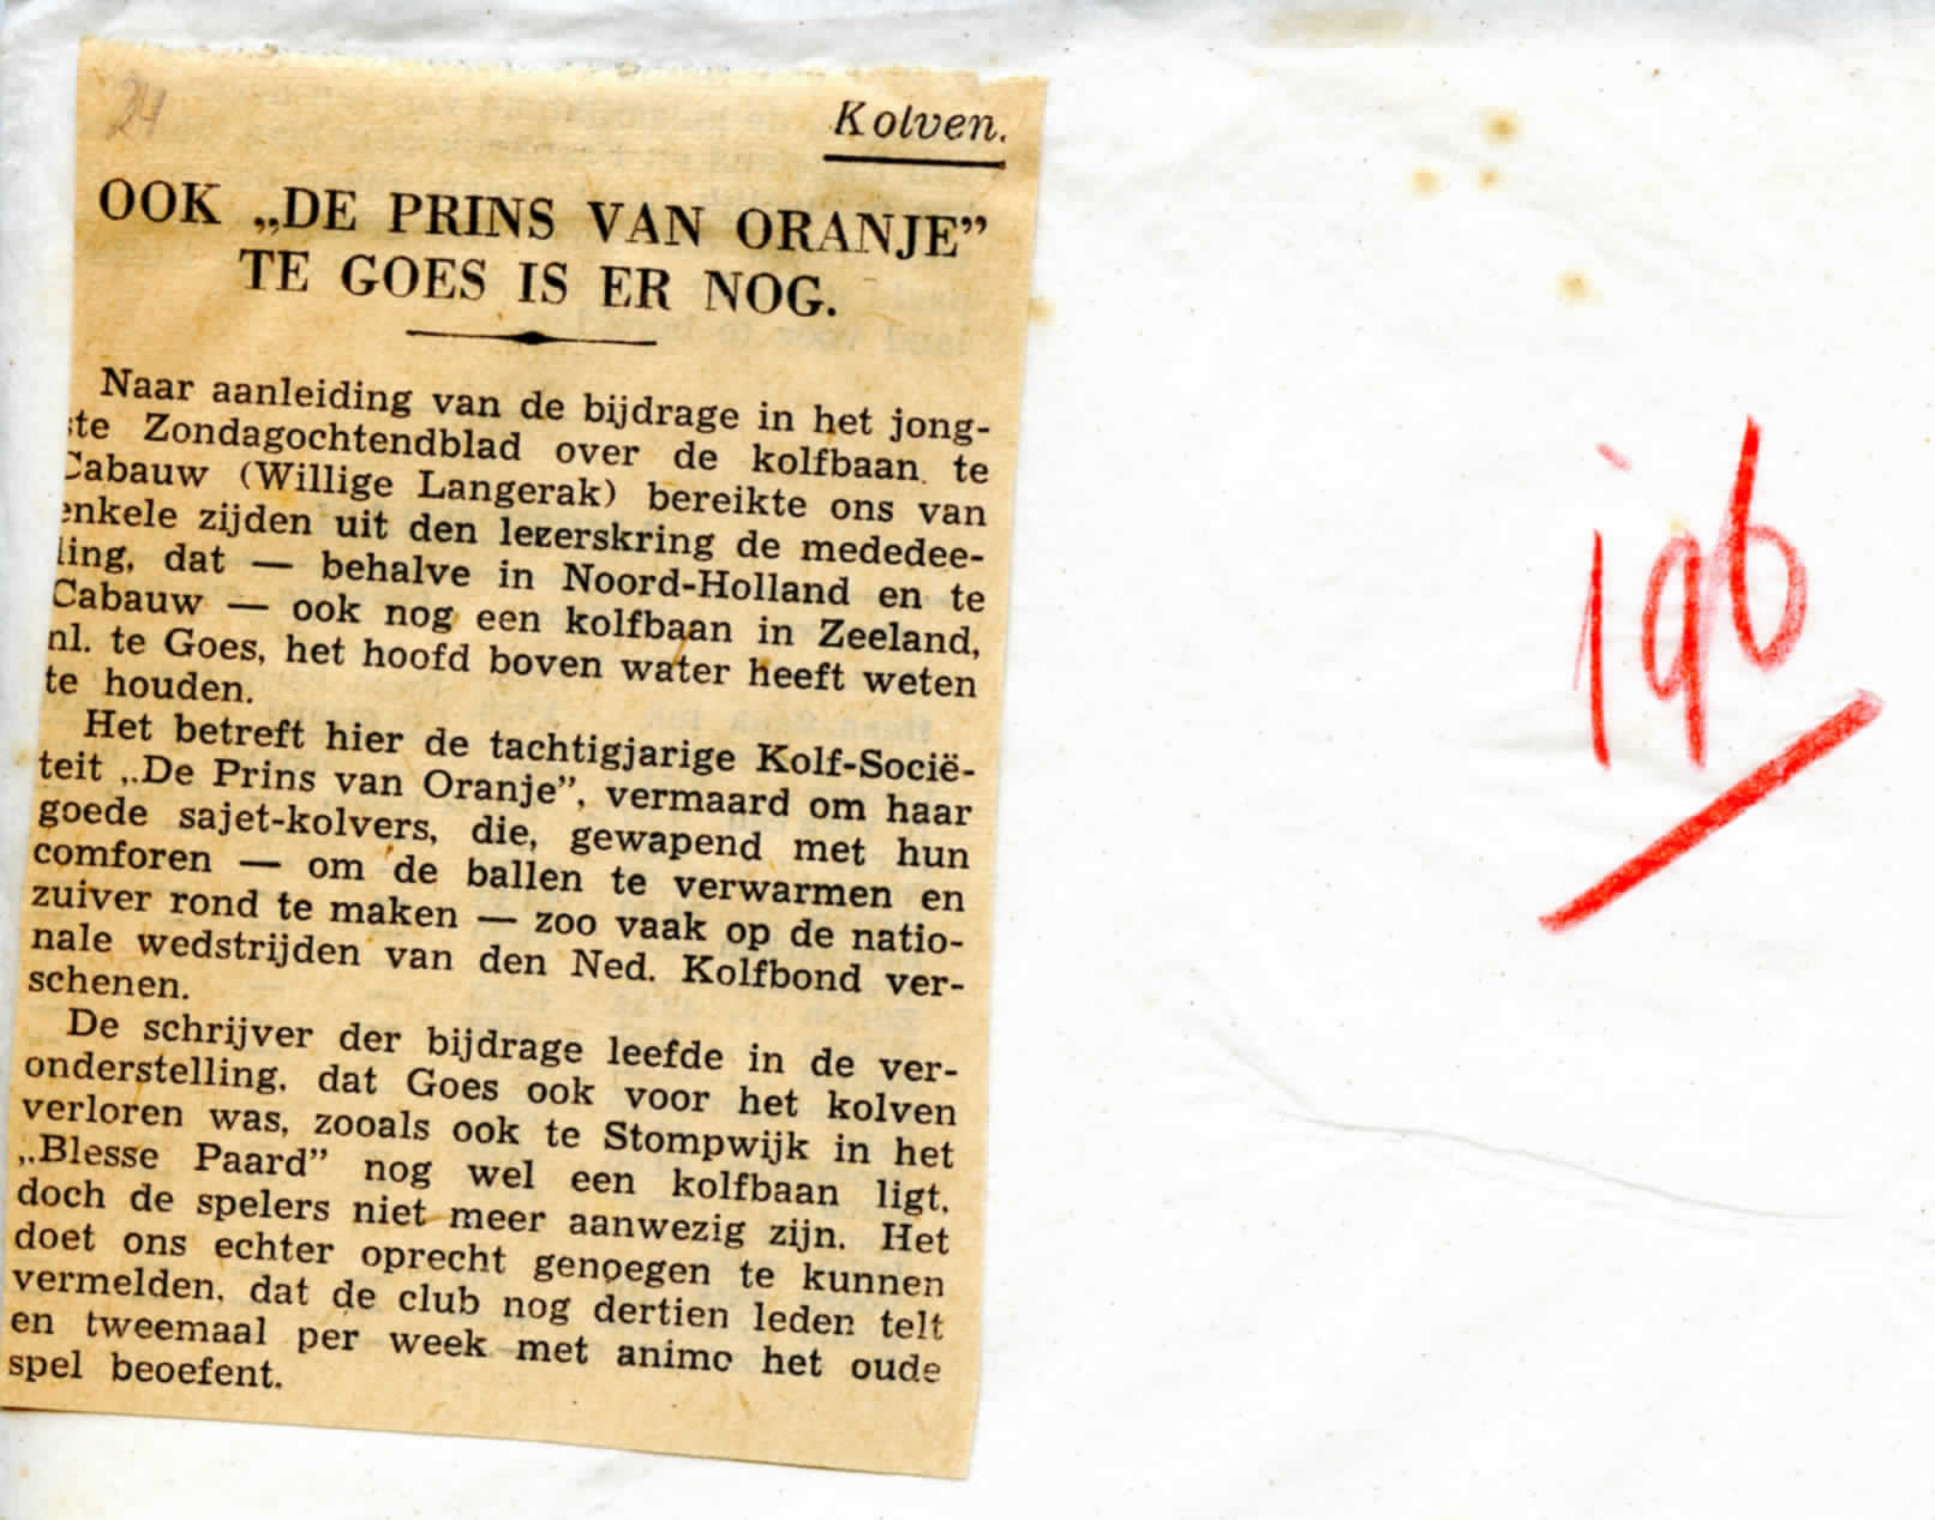 24
Kolven.
OOK „DE PRINS VAN ORANJE”
TE GOES IS ER NOG.
Naar aanleiding van de bijdrage in het jong-
ste Zondagochtendblad over de kolfbaan te
Cabauw (Willige Langerak) bereikte ons van
enkele zijden uit den lezerskring de mededee-
ling, dat — behalve in Noord-Holland en te
Cabauw — ook nog een kolfbaan in Zeeland,
nl. te Goes, het hoofd boven water heeft weten
te houden.
Het betreft hier de tachtigjarige Kolf-Socië-
teit „De Prins van Oranje”, vermaard om haar
goede sajet-kolvers, die, gewapend met hun
comforen — om de ballen te verwarmen en
zuiver rond te maken — zoo vaak op de natio-
nale wedstrijden van den Ned. Kolfbond ver-
schenen.
De schrijver der bijdrage leefde in de ver-
onderstelling, dat Goes ook voor het kolven
verloren was, zooals ook te Stompwijk in het
„Blesse Paard” nog wel een kolfbaan ligt,
doch de spelers niet meer aanwezig zijn. Het
doet ons echter oprecht genoegen te kunnen
vermelden, dat de club nog dertien leden telt
en tweemaal per week met animo het oude
spel beoefent.
196